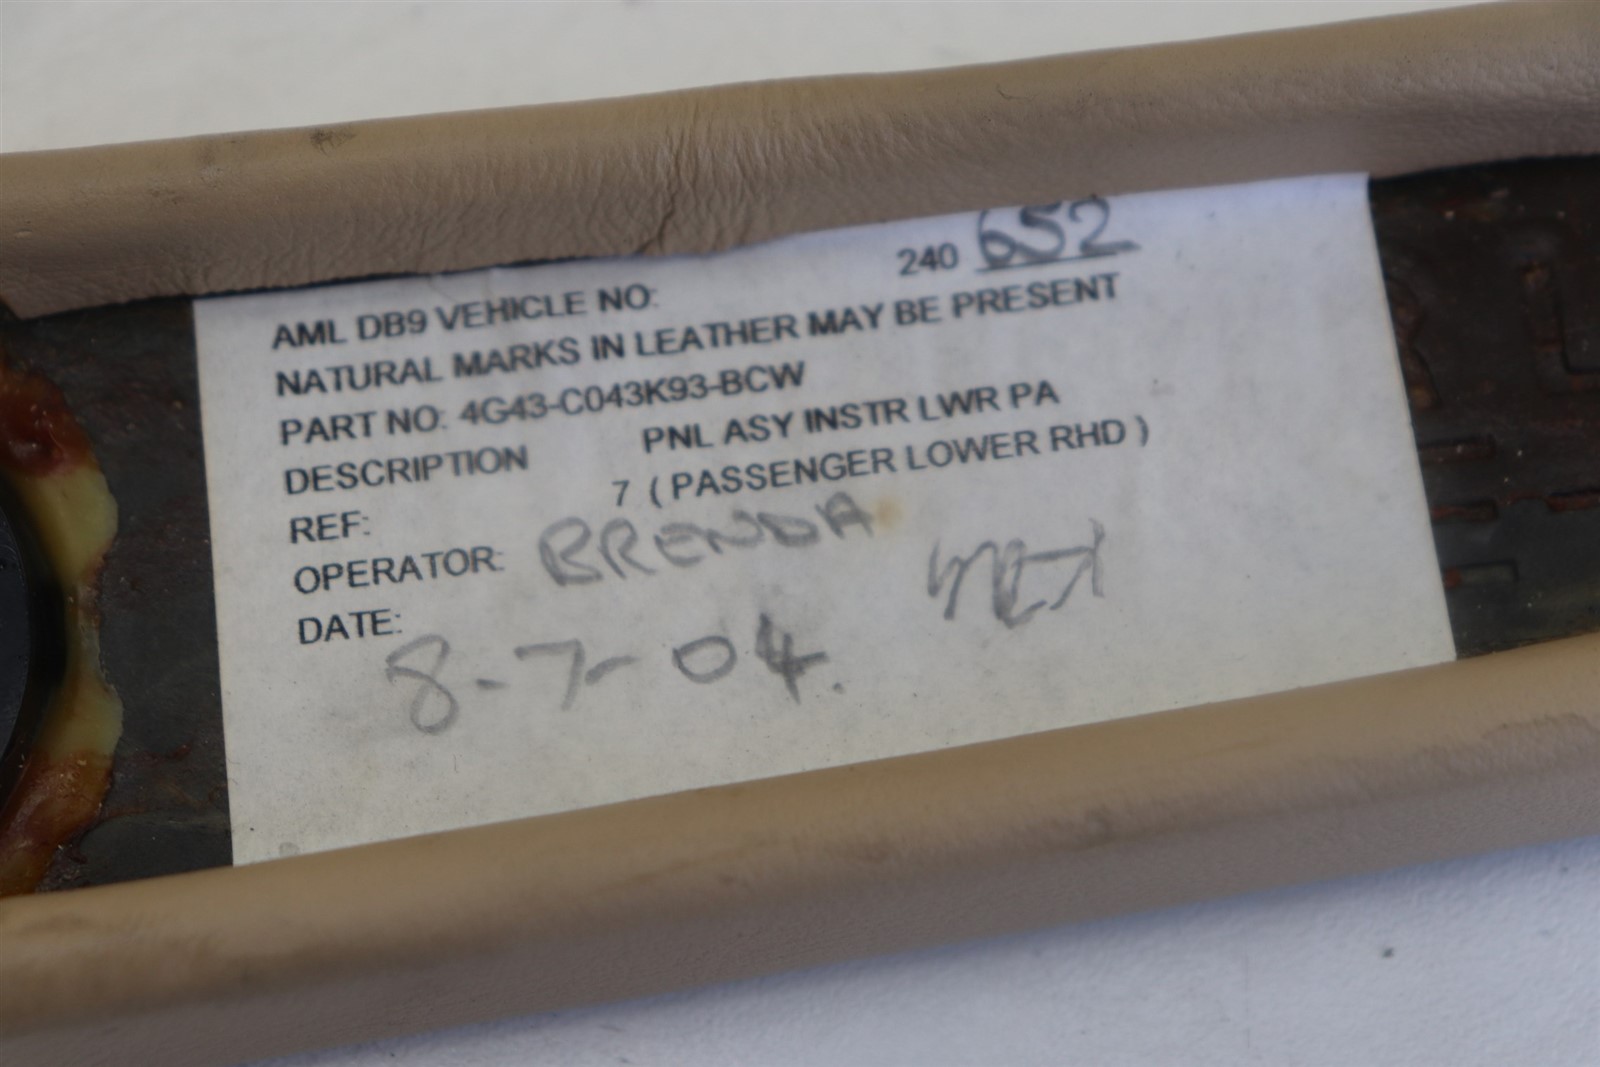 AML DB9 VEHICLE NO: 240 652
NATURAL MARKS IN LEATHER MAY BE PRESENT
PART NO: 4G43-C043K93-BCW
DESCRIPTION PNL ASY INSTR LWR PA
REF: 7 ( PASSENGER LOWER RHD )
OPERATOR: BRENDA
DATE: 8-7-04.